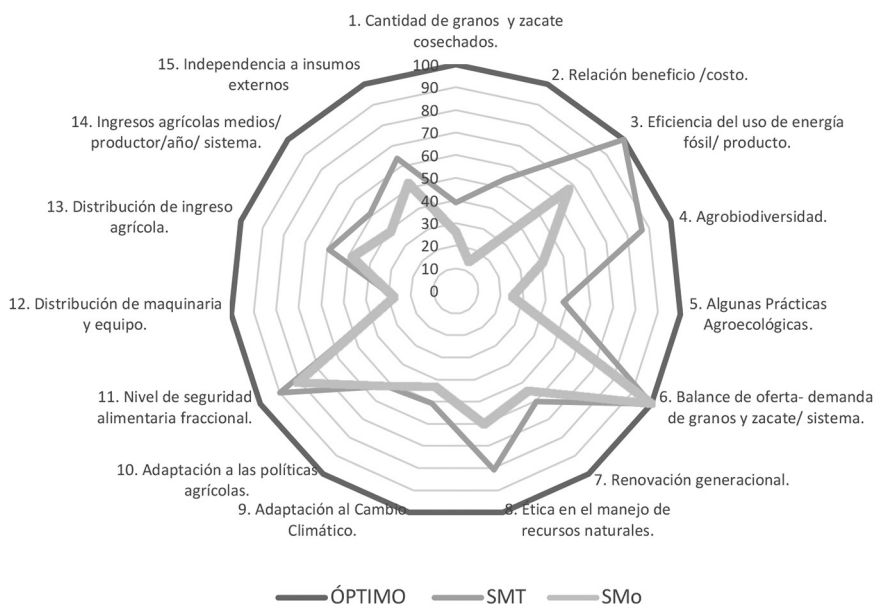 1. Cantidad de granos y zacate
cosechados.
2. Relación beneficio /costo.
3. Eficiencia del uso de energía
fósil/ producto.
4. Agrobiodiversidad.
5. Algunas Prácticas
Agroecológicas.
6. Balance de oferta- demanda
de granos y zacate/ sistema.
7. Renovación generacional.
8. Ética en el manejo de
recursos naturales.
9. Adaptación al Cambio
Climático.
10. Adaptación a las políticas
agrícolas.
11. Nivel de seguridad
alimentaria fraccional.
12. Distribución de maquinaria
y equipo.
13. Distribución de ingreso
agrícola.
14. Ingresos agrícolas medios/
productor/año/ sistema.
15. Independencia a insumos
externos
100
90
80
70
60
50
40
30
20
10
0
ÓPTIMO SMT SMo